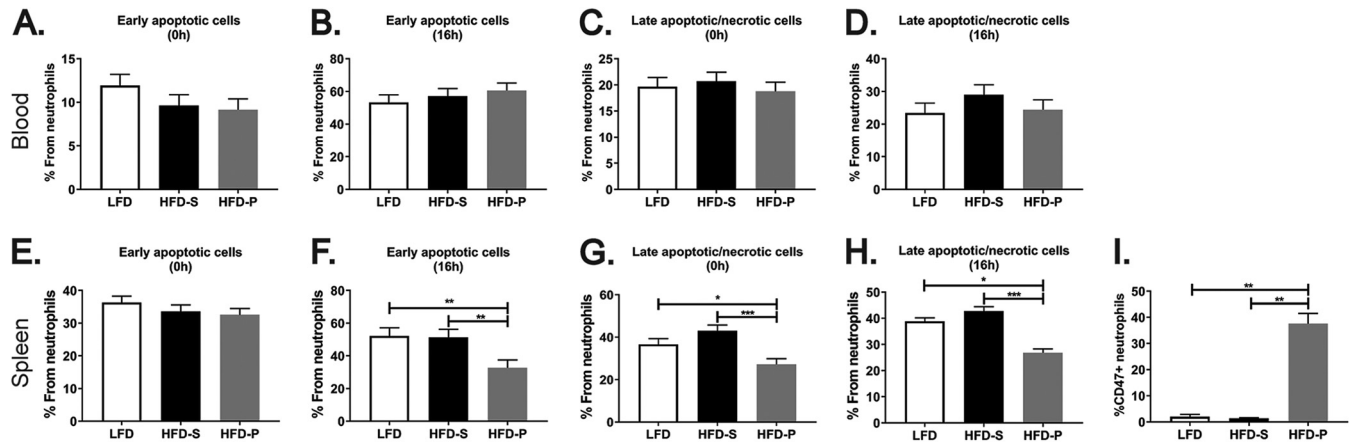 A.
Early apoptotic cells
(0h)
% From neutrophils
15
10
5
0
LFD
HFD-S
HFD-P
B.
Early apoptotic cells
(16h)
% From neutrophils
80
60
40
20
0
LFD
HFD-S
HFD-P
C.
Late apoptotic/necrotic cells
(0h)
% From neutrophils
25
20
15
10
5
0
LFD
HFD-S
HFD-P
D.
Late apoptotic/necrotic cells
(16h)
% From neutrophils
40
30
20
10
0
LFD
HFD-S
HFD-P
Blood
E.
Early apoptotic cells
(0h)
% From neutrophils
40
30
20
10
0
LFD
HFD-S
HFD-P
F.
Early apoptotic cells
(16h)
% From neutrophils
80
60
40
20
0
**
**
LFD
HFD-S
HFD-P
G.
Late apoptotic/necrotic cells
(0h)
% From neutrophils
60
40
20
0
*
***
LFD
HFD-S
HFD-P
H.
Late apoptotic/necrotic cells
(16h)
% From neutrophils
50
40
30
20
10
0
*
***
LFD
HFD-S
HFD-P
I.
%CD47+ neutrophils
50
40
30
20
10
0
**
**
LFD
HFD-S
HFD-P
Spleen